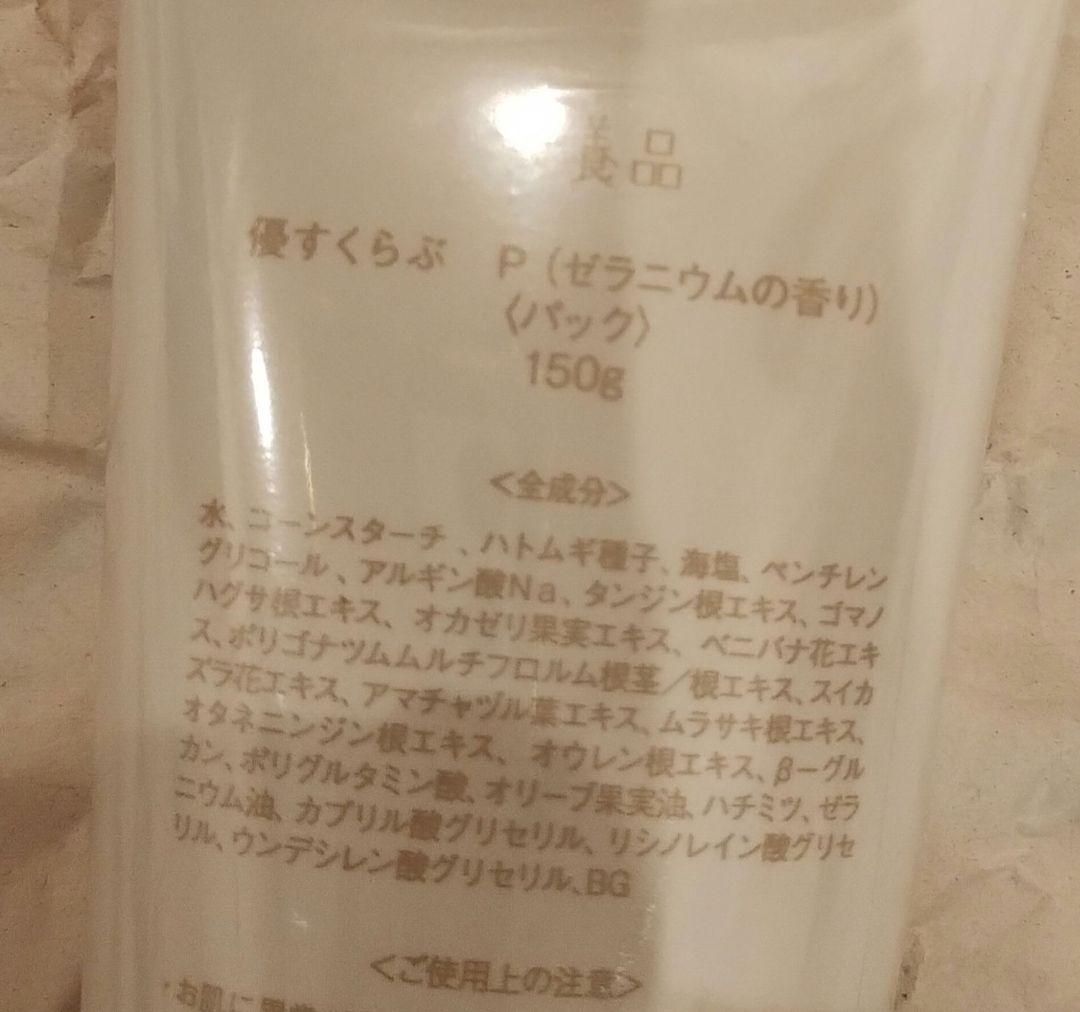 品
優すくらぶ　P（ゼラニウムの香り）
〈パック〉
150g
＜全成分＞
水、コーンスターチ 、ハトムギ種子、海塩、ペンチレン
グリコール 、アルギン酸Na、タンジン根エキス、ゴマノ
ハグサ根エキス、 オカゼリ果実エキス、 ベニバナ花エキ
ス、ポリゴナツムムルチフロルム根茎／根エキス、スイカ
ズラ花エキス、アマチャヅル葉エキス、ムラサキ根エキス、
オタネニンジン根エキス、 オウレン根エキス、βーグル
カン、ポリグルタミン酸、オリーブ果実油、ハチミツ、ゼラ
ニウム油、カプリル酸グリセリル、リシノレイン酸グリセ
リル、ウンデシレン酸グリセリル、BG
＜ご使用上の注意＞
・お肌に